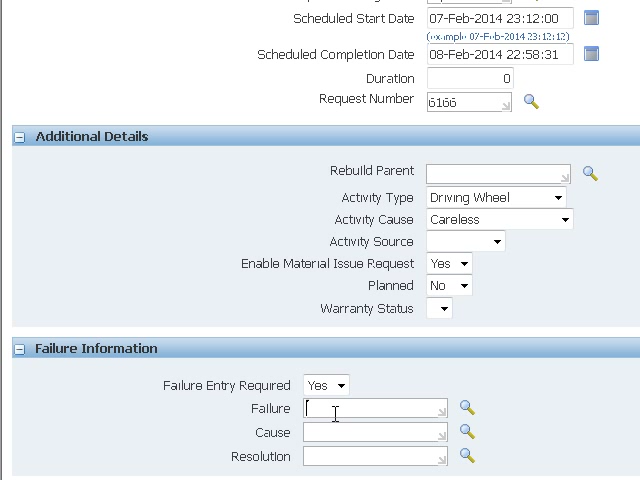 Scheduled Start Date 07-Feb-2014 23:12:00
(example 07-Feb-2014 23:12:12)
Scheduled Completion Date 08-Feb-2014 22:58:31
Duration 0
Request Number 6166
Additional Details
Rebuild Parent
Activity Type Driving Wheel
Activity Cause Careless
Activity Source
Enable Material Issue Request Yes
Planned No
Warranty Status
Failure Information
Failure Entry Required Yes
Failure
Cause
Resolution